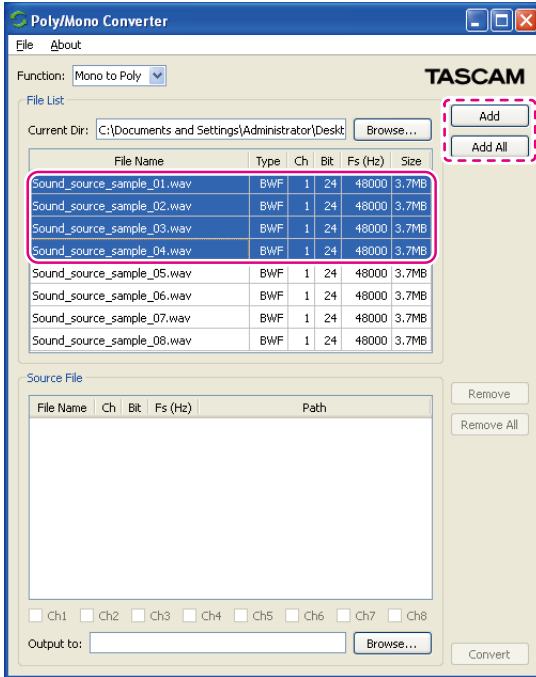 Poly/Mono Converter
File About
Function: Mono to Poly
TASCAM
File List
Current Dir: C:\Documents and Settings\Administrator\Deskt Browse...
Add
Add All
File Name Type Ch Bit Fs (Hz) Size
Sound_source_sample_01.wav BWF 1 24 48000 3.7MB
Sound_source_sample_02.wav BWF 1 24 48000 3.7MB
Sound_source_sample_03.wav BWF 1 24 48000 3.7MB
Sound_source_sample_04.wav BWF 1 24 48000 3.7MB
Sound_source_sample_05.wav BWF 1 24 48000 3.7MB
Sound_source_sample_06.wav BWF 1 24 48000 3.7MB
Sound_source_sample_07.wav BWF 1 24 48000 3.7MB
Sound_source_sample_08.wav BWF 1 24 48000 3.7MB
Source File
File Name Ch Bit Fs (Hz) Path
Remove
Remove All
Ch1 Ch2 Ch3 Ch4 Ch5 Ch6 Ch7 Ch8
Output to: Browse...
Convert